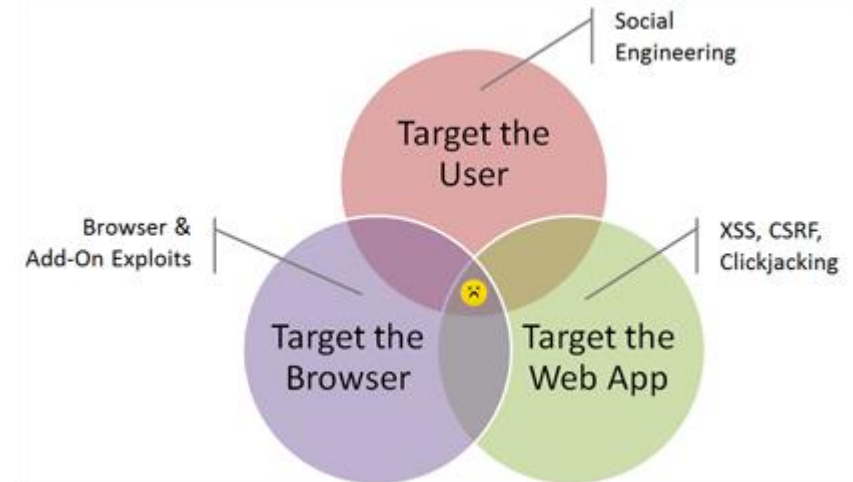 Social
Engineering
Target the
User
Browser &
Add-On Exploits
XSS, CSRF,
Clickjacking
Target the
Browser
Target the
Web App